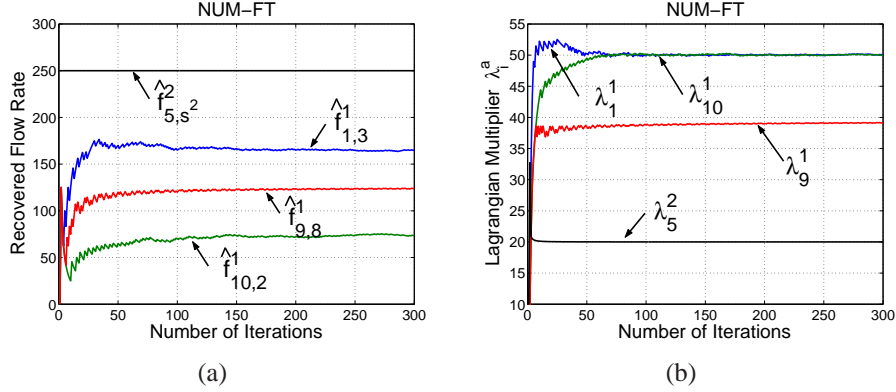 NUM−FT
Recovered Flow Rate
300
250
200
150
100
50
0
f̂²₅,ₛ²
f̂¹₁,₃
f̂¹₉,₈
f̂¹₁₀,₂
0 50 100 150 200 250 300
Number of Iterations
(a)
NUM−FT
Lagrangian Multiplier λᵢᵃ
55
50
45
40
35
30
25
20
15
10
λ¹₁
λ¹₁₀
λ¹₉
λ²₅
0 50 100 150 200 250 300
Number of Iterations
(b)